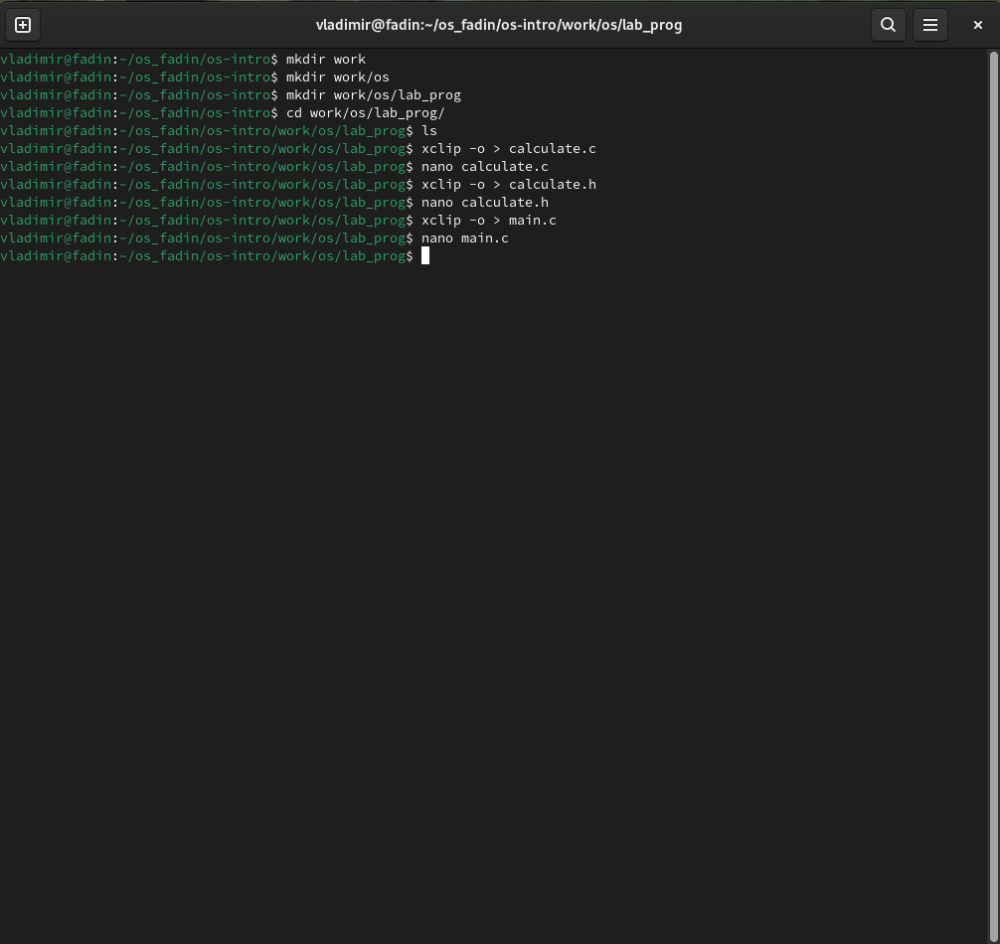 vladimir@fadin:~/os_fadin/os-intro/work/os/lab_prog
vladimir@fadin:~/os_fadin/os-intro$ mkdir work
vladimir@fadin:~/os_fadin/os-intro$ mkdir work/os
vladimir@fadin:~/os_fadin/os-intro$ mkdir work/os/lab_prog
vladimir@fadin:~/os_fadin/os-intro$ cd work/os/lab_prog/
vladimir@fadin:~/os_fadin/os-intro/work/os/lab_prog$ ls
vladimir@fadin:~/os_fadin/os-intro/work/os/lab_prog$ xclip -o > calculate.c
vladimir@fadin:~/os_fadin/os-intro/work/os/lab_prog$ nano calculate.c
vladimir@fadin:~/os_fadin/os-intro/work/os/lab_prog$ xclip -o > calculate.h
vladimir@fadin:~/os_fadin/os-intro/work/os/lab_prog$ nano calculate.h
vladimir@fadin:~/os_fadin/os-intro/work/os/lab_prog$ xclip -o > main.c
vladimir@fadin:~/os_fadin/os-intro/work/os/lab_prog$ nano main.c
vladimir@fadin:~/os_fadin/os-intro/work/os/lab_prog$